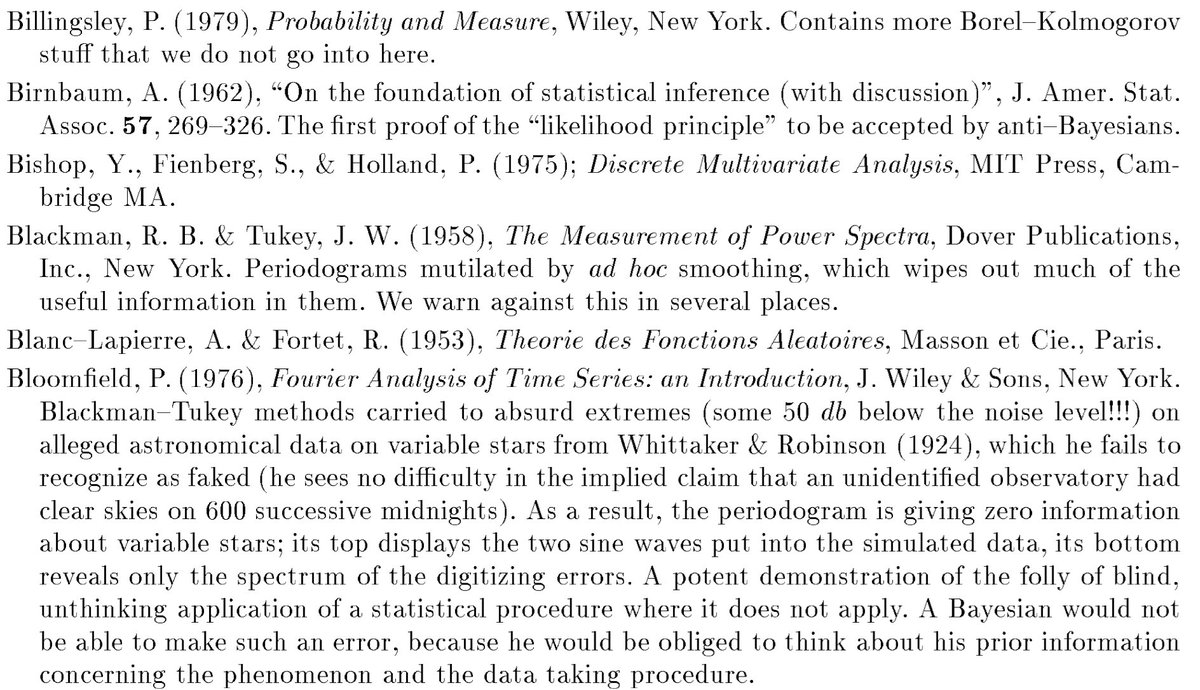 Billingsley, P. (1979), Probability and Measure, Wiley, New York. Contains more Borel–Kolmogorov
stuff that we do not go into here.
Birnbaum, A. (1962), “On the foundation of statistical inference (with discussion)”, J. Amer. Stat.
Assoc. 57, 269–326. The first proof of the “likelihood principle” to be accepted by anti–Bayesians.
Bishop, Y., Fienberg, S., & Holland, P. (1975); Discrete Multivariate Analysis, MIT Press, Cam-
bridge MA.
Blackman, R. B. & Tukey, J. W. (1958), The Measurement of Power Spectra, Dover Publications,
Inc., New York. Periodograms mutilated by ad hoc smoothing, which wipes out much of the
useful information in them. We warn against this in several places.
Blanc–Lapierre, A. & Fortet, R. (1953), Theorie des Fonctions Aleatoires, Masson et Cie., Paris.
Bloomfield, P. (1976), Fourier Analysis of Time Series: an Introduction, J. Wiley & Sons, New York.
Blackman–Tukey methods carried to absurd extremes (some 50 db below the noise level!!!) on
alleged astronomical data on variable stars from Whittaker & Robinson (1924), which he fails to
recognize as faked (he sees no difficulty in the implied claim that an unidentified observatory had
clear skies on 600 successive midnights). As a result, the periodogram is giving zero information
about variable stars; its top displays the two sine waves put into the simulated data, its bottom
reveals only the spectrum of the digitizing errors. A potent demonstration of the folly of blind,
unthinking application of a statistical procedure where it does not apply. A Bayesian would not
be able to make such an error, because he would be obliged to think about his prior information
concerning the phenomenon and the data taking procedure.